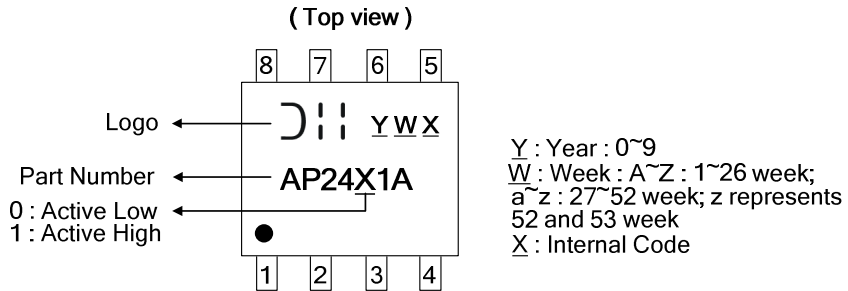 ( Top view )
8 7 6 5
Logo
Y W X
Part Number
AP24X1A
0 : Active Low
1 : Active High
1 2 3 4
Y : Year : 0~9
W : Week : A~Z : 1~26 week;
a~z : 27~52 week; z represents
52 and 53 week
X : Internal Code